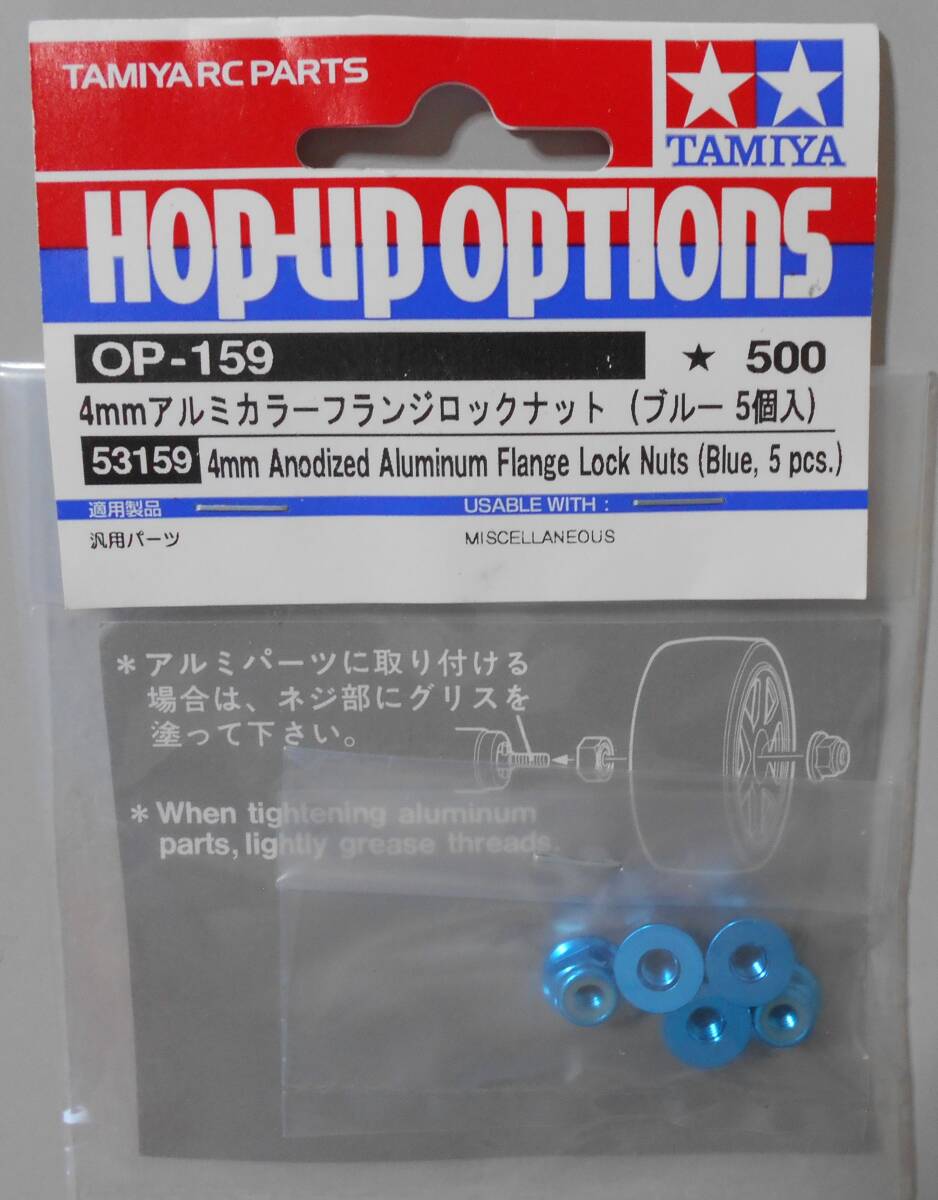 TAMIYA RC PARTS
TAMIYA
HOP-UP OPTIONS
OP-159 ★ 500
4mmアルミカラーフランジロックナット (ブルー 5個入)
53159 4mm Anodized Aluminum Flange Lock Nuts (Blue, 5 pcs.)
適用製品 USABLE WITH :
汎用パーツ MISCELLANEOUS
*アルミパーツに取り付ける
場合は、ネジ部にグリスを
塗って下さい。
*When tightening aluminum
parts, lightly grease threads.